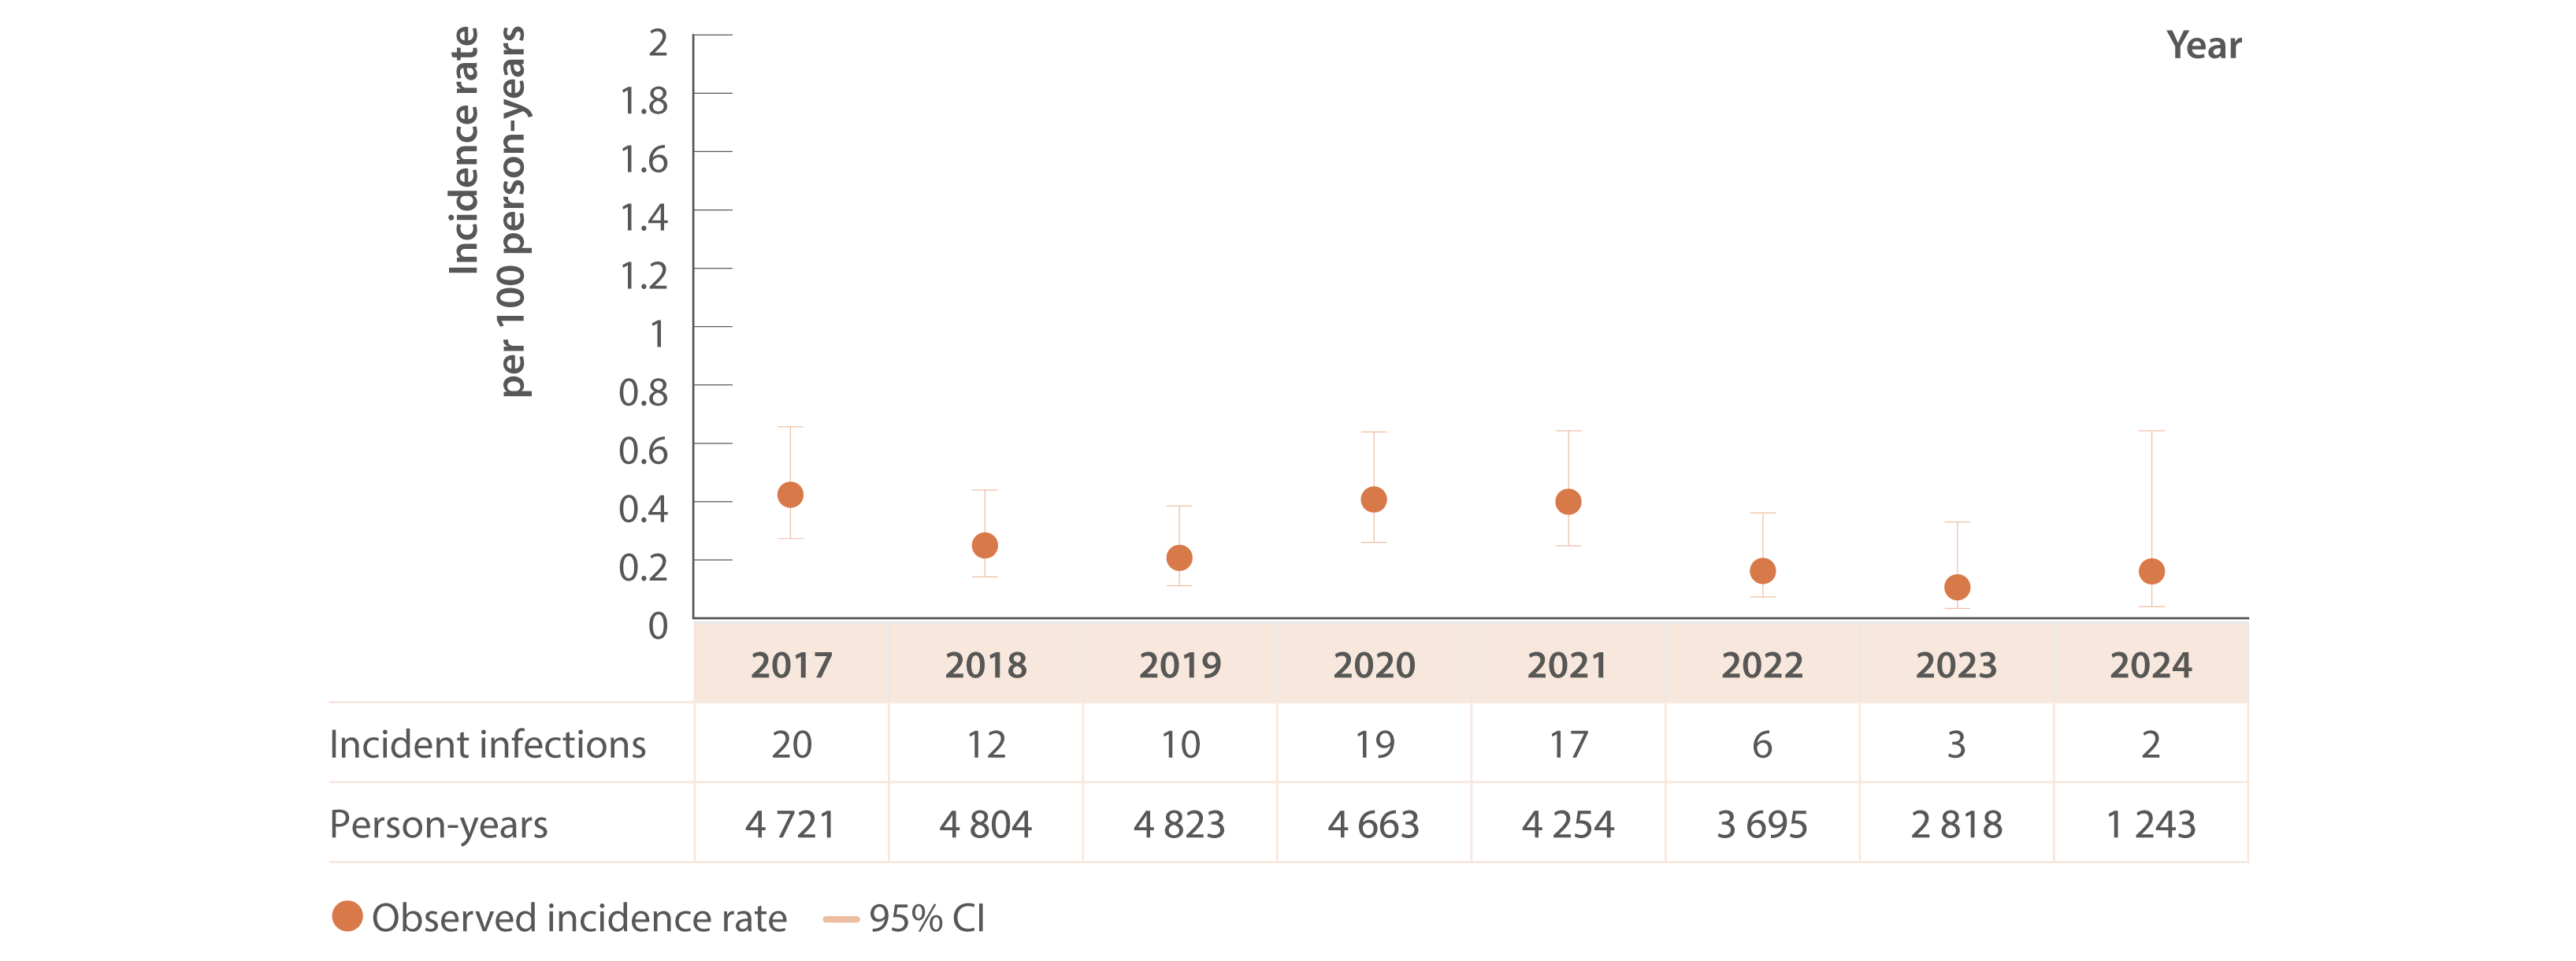 Incidence rate
per 100 person-years
Year
2
1.8
1.6
1.4
1.2
1
0.8
0.6
0.4
0.2
0
2017 2018 2019 2020 2021 2022 2023 2024
Incident infections 20 12 10 19 17 6 3 2
Person-years 4 721 4 804 4 823 4 663 4 254 3 695 2 818 1 243
Observed incidence rate 95% CI